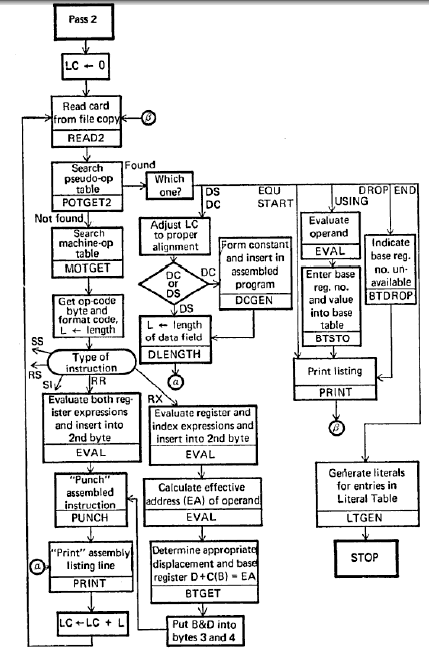 Pass 2
LC ← 0
Read card
from file copy
READ2
β
Search
pseudo-op
table
POTGET2
Found
Which
one?
DS
DC
EQU
START
USING
DROP
END
Not found
Search
machine-op
table
MOTGET
Adjust LC
to proper
alignment
DC
or
DS
DC
DS
Form constant
and insert in
assembled
program
DCGEN
L ← length
of data field
DLENGTH
α
Evaluate
operand
EVAL
Enter base
reg. no.
and value
into base
table
BTSTO
Indicate
base reg.
no. un-
available
BTDROP
Print listing
PRINT
β
Get op-code
byte and
format code,
L ← length
Type of
instruction
SS
RS
SI
RR
RX
Evaluate both reg-
ister expressions
and insert into
2nd byte
EVAL
Evaluate register and
index expressions and
insert into 2nd byte
EVAL
"Punch"
assembled
instruction
PUNCH
Calculate effective
address (EA) of operand
EVAL
Generate literals
for entries in
Literal Table
LTGEN
STOP
α
"Print" assembly
listing line
PRINT
Determine appropriate
displacement and base
register D+C(B) = EA
BTGET
LC ← LC + L
Put B&D into
bytes 3 and 4